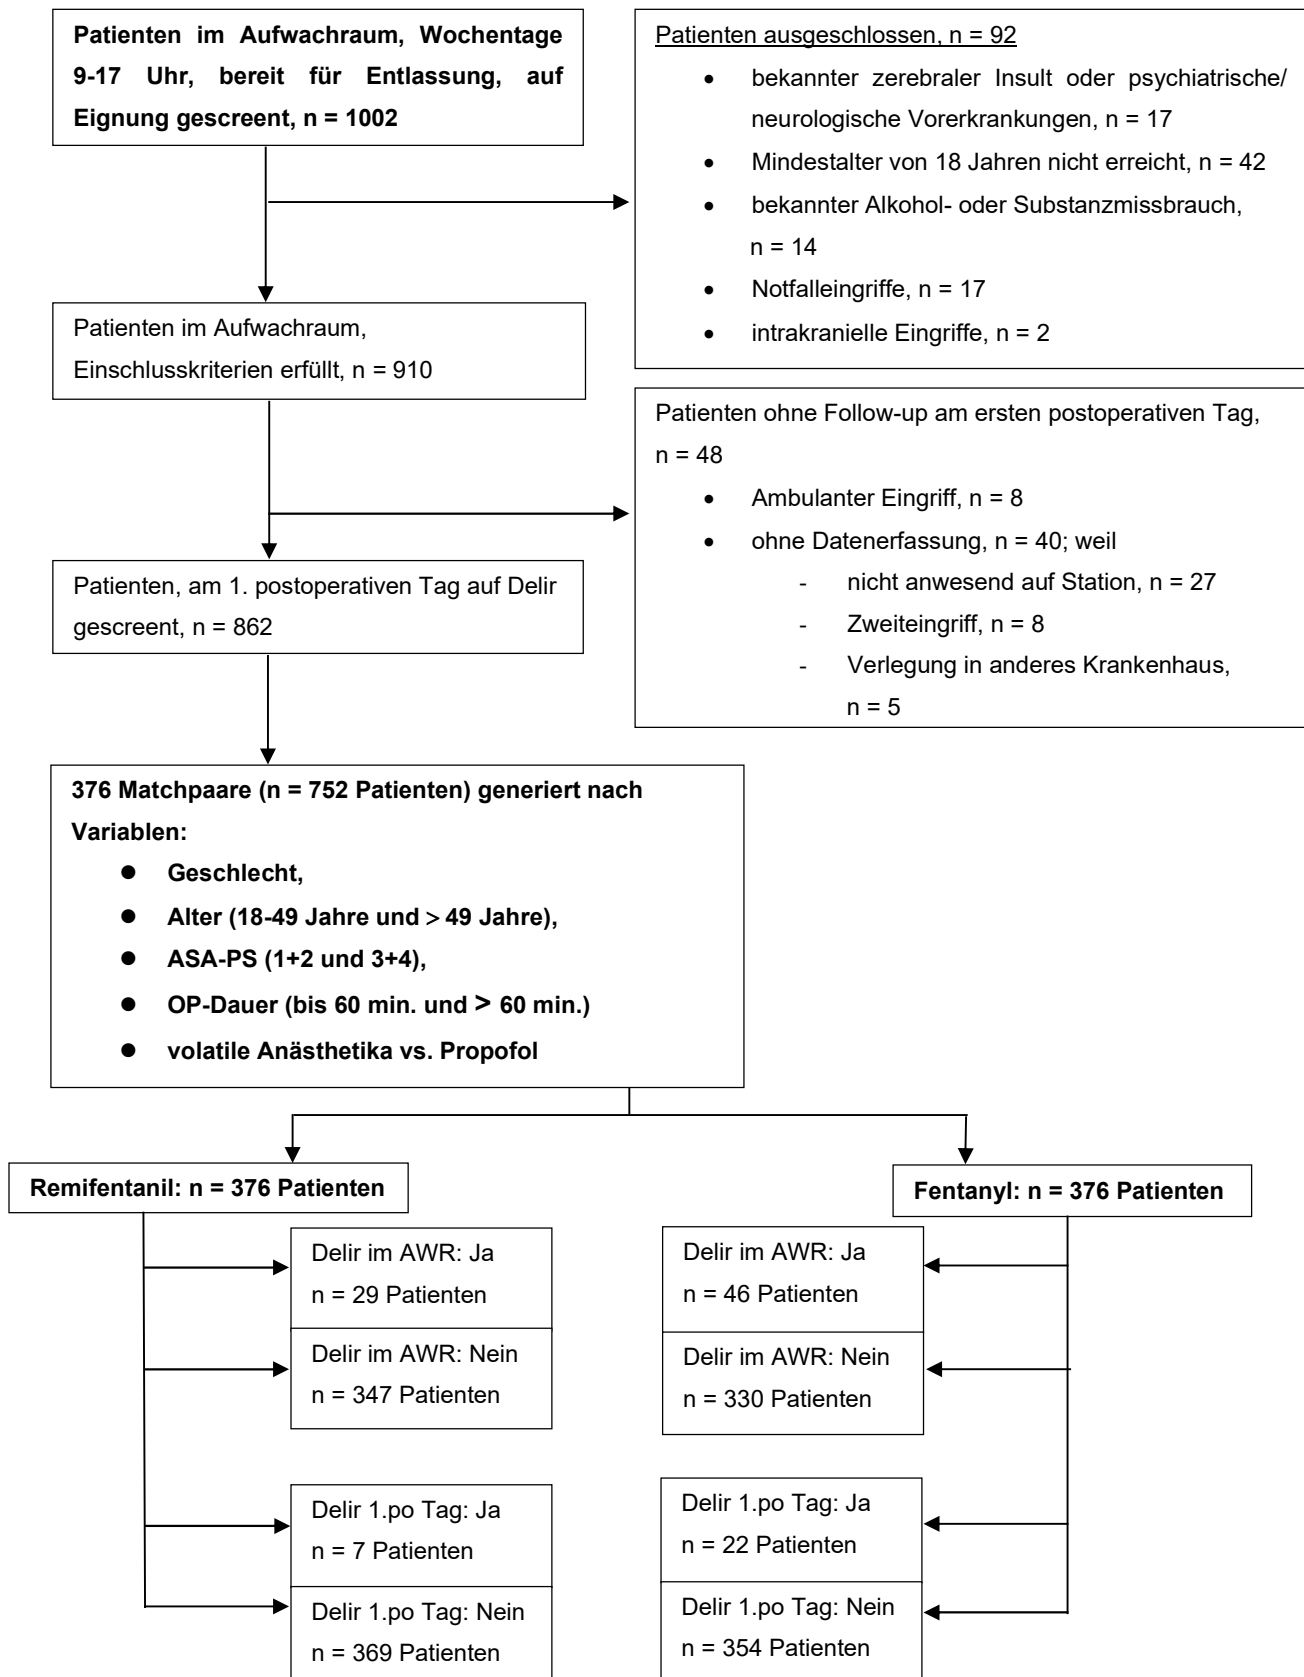 Patienten im Aufwachraum, Wochentage
9-17 Uhr, bereit für Entlassung, auf
Eignung gescreent, n = 1002
Patienten ausgeschlossen, n = 92
• bekannter zerebraler Insult oder psychiatrische/
neurologische Vorerkrankungen, n = 17
• Mindestalter von 18 Jahren nicht erreicht, n = 42
• bekannter Alkohol- oder Substanzmissbrauch,
n = 14
• Notfalleingriffe, n = 17
• intrakranielle Eingriffe, n = 2
Patienten im Aufwachraum,
Einschlusskriterien erfüllt, n = 910
Patienten ohne Follow-up am ersten postoperativen Tag,
n = 48
• Ambulanter Eingriff, n = 8
• ohne Datenerfassung, n = 40; weil
- nicht anwesend auf Station, n = 27
- Zweiteingriff, n = 8
- Verlegung in anderes Krankenhaus,
n = 5
Patienten, am 1. postoperativen Tag auf Delir
gescreent, n = 862
376 Matchpaare (n = 752 Patienten) generiert nach
Variablen:
● Geschlecht,
● Alter (18-49 Jahre und > 49 Jahre),
● ASA-PS (1+2 und 3+4),
● OP-Dauer (bis 60 min. und > 60 min.)
● volatile Anästhetika vs. Propofol
Remifentanil: n = 376 Patienten
Delir im AWR: Ja
n = 29 Patienten
Delir im AWR: Nein
n = 347 Patienten
Delir 1.po Tag: Ja
n = 7 Patienten
Delir 1.po Tag: Nein
n = 369 Patienten
Fentanyl: n = 376 Patienten
Delir im AWR: Ja
n = 46 Patienten
Delir im AWR: Nein
n = 330 Patienten
Delir 1.po Tag: Ja
n = 22 Patienten
Delir 1.po Tag: Nein
n = 354 Patienten